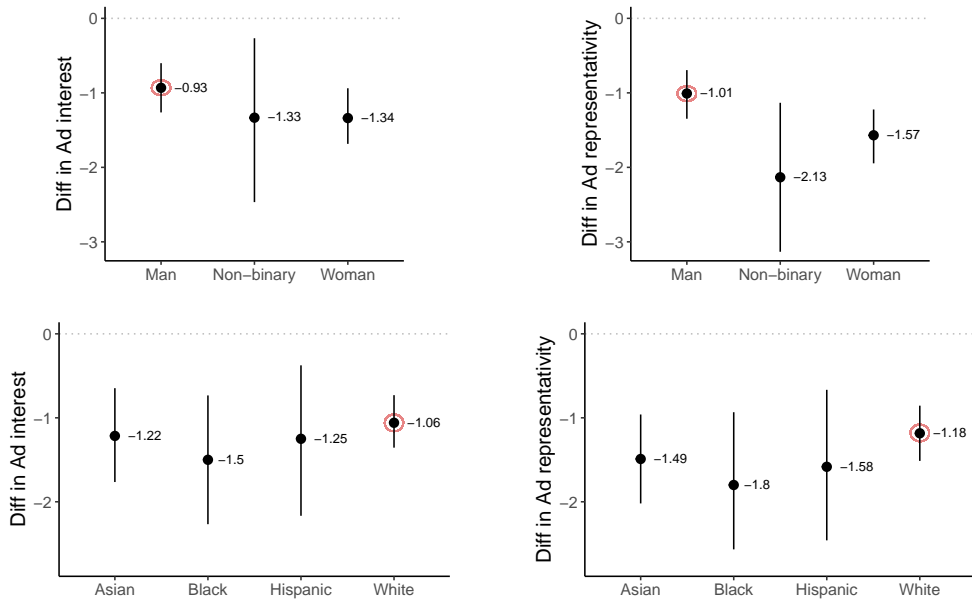 Diff in Ad interest
0
−1
−2
−3
−0.93
−1.33
−1.34
Man
Non−binary
Woman
Diff in Ad representativity
0
−1
−2
−3
−1.01
−2.13
−1.57
Man
Non−binary
Woman
Diff in Ad interest
0
−1
−2
−1.22
−1.5
−1.25
−1.06
Asian
Black
Hispanic
White
Diff in Ad representativity
0
−1
−2
−1.49
−1.8
−1.58
−1.18
Asian
Black
Hispanic
White